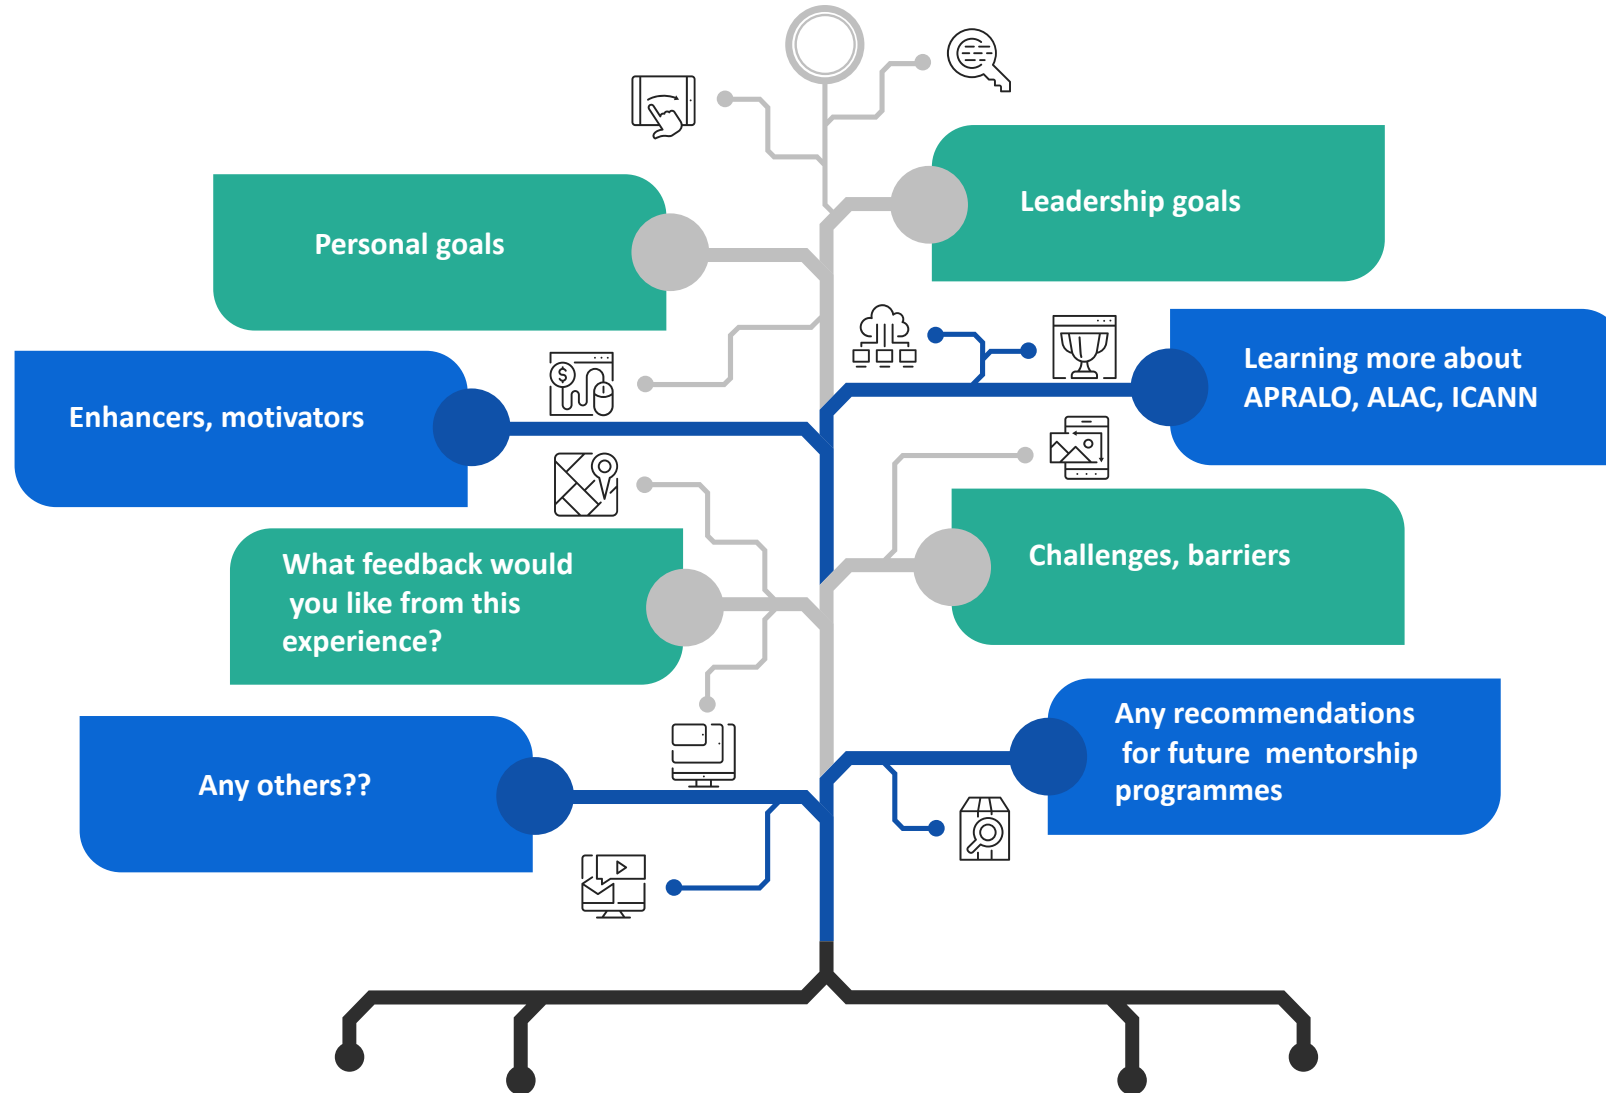 Leadership goals
Personal goals
Learning more about
APRALO, ALAC, ICANN
Enhancers, motivators
Challenges, barriers
What feedback would
you like from this
experience?
Any recommendations
for future mentorship
programmes
Any others??
$